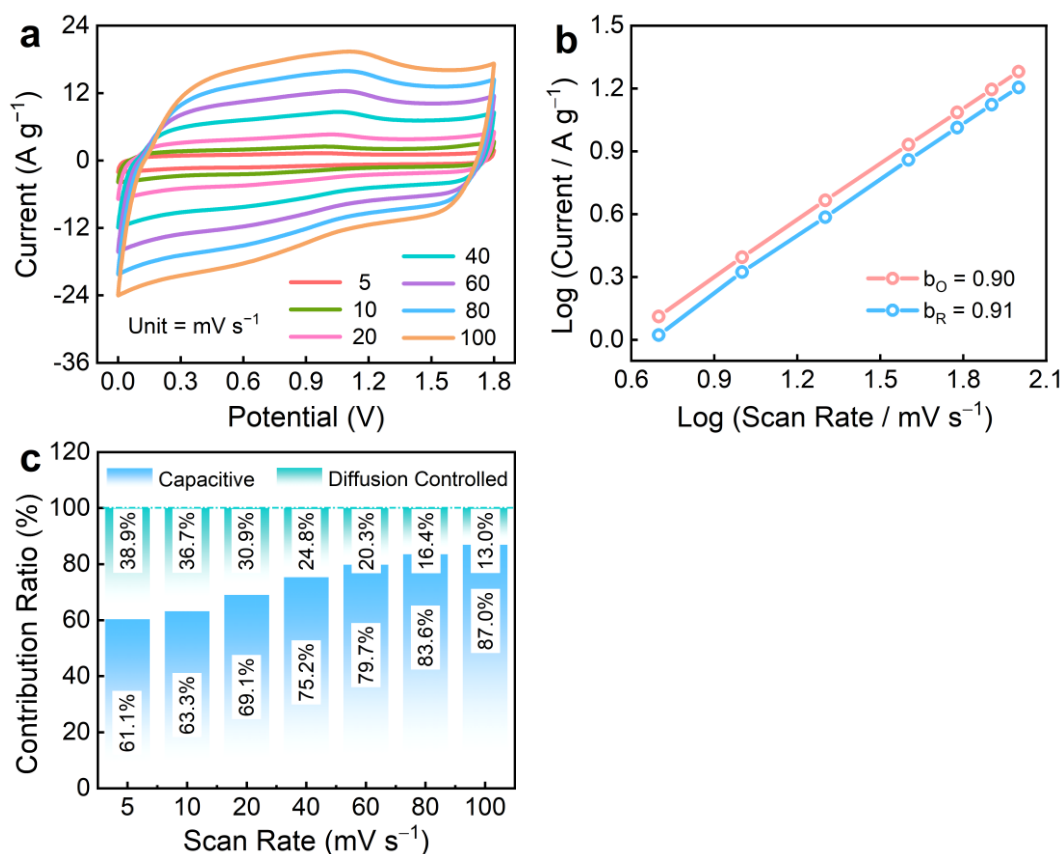 a
24
12
0
-12
-24
-36
Current (A g⁻¹)
5
10
20
40
60
80
100
Unit = mV s⁻¹
0.0 0.3 0.6 0.9 1.2 1.5 1.8
Potential (V)
b
1.5
1.2
0.9
0.6
0.3
0.0
Log (Current / A g⁻¹)
b_O = 0.90
b_R = 0.91
0.6 0.9 1.2 1.5 1.8 2.1
Log (Scan Rate / mV s⁻¹)
c
120
100
80
60
40
20
0
Contribution Ratio (%)
Capacitive
Diffusion Controlled
38.9%
36.7%
30.9%
24.8%
20.3%
16.4%
13.0%
61.1%
63.3%
69.1%
75.2%
79.7%
83.6%
87.0%
5 10 20 40 60 80 100
Scan Rate (mV s⁻¹)